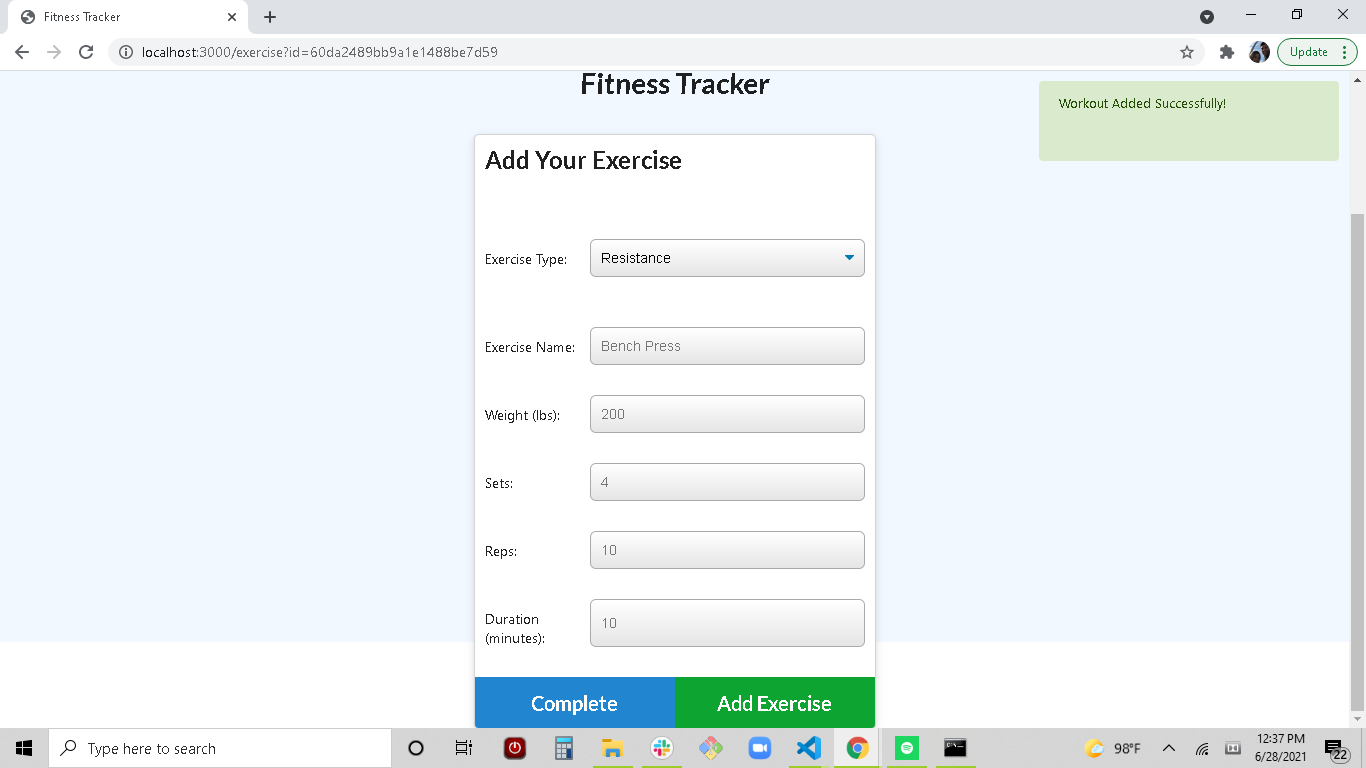 Fitness Tracker
localhost:3000/exercise?id=60da2489bb9a1e1488be7d59
Update
Fitness Tracker
Workout Added Successfully!
Add Your Exercise
Exercise Type:
Resistance
Exercise Name:
Bench Press
Weight (lbs):
200
Sets:
4
Reps:
10
Duration
(minutes):
10
Complete
Add Exercise
Type here to search
98°F
12:37 PM
6/28/2021
22